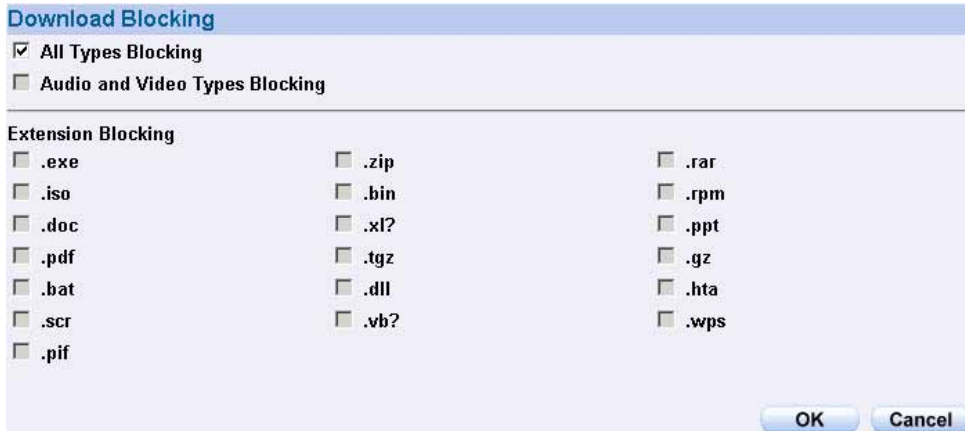 Download Blocking
All Types Blocking
Audio and Video Types Blocking
Extension Blocking
.exe .zip .rar
.iso .bin .rpm
.doc .xl? .ppt
.pdf .tgz .gz
.bat .dll .hta
.scr .vb? .wps
.pif
OK Cancel